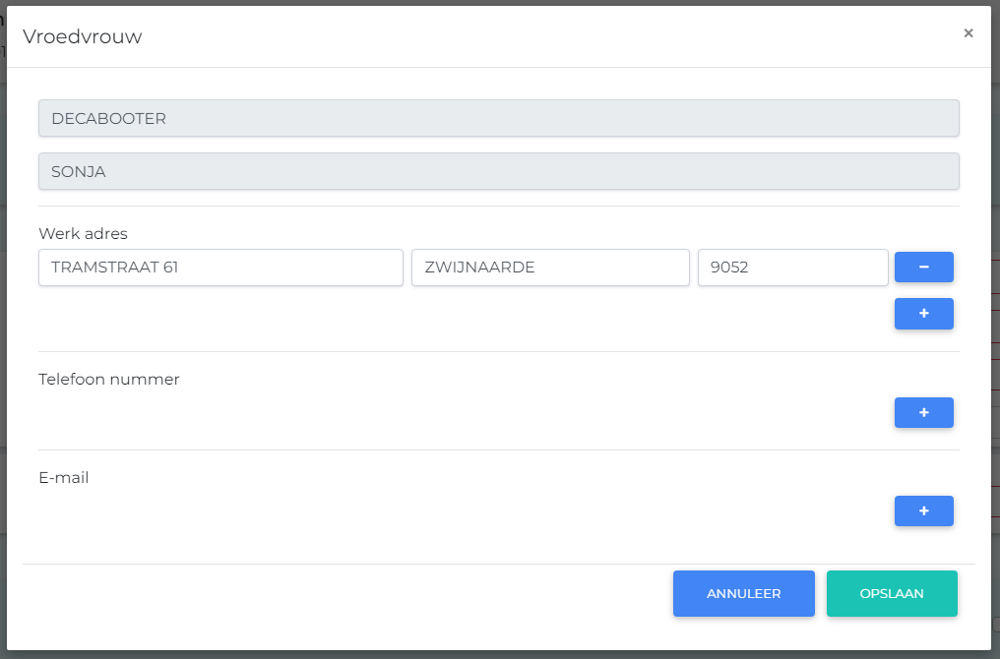 Vroedvrouw
×
DECABOOTER
SONJA
Werk adres
TRAMSTRAAT 61 ZWIJNAARDE 9052 −
+
Telefoon nummer
+
E-mail
+
ANNULEER OPSLAAN